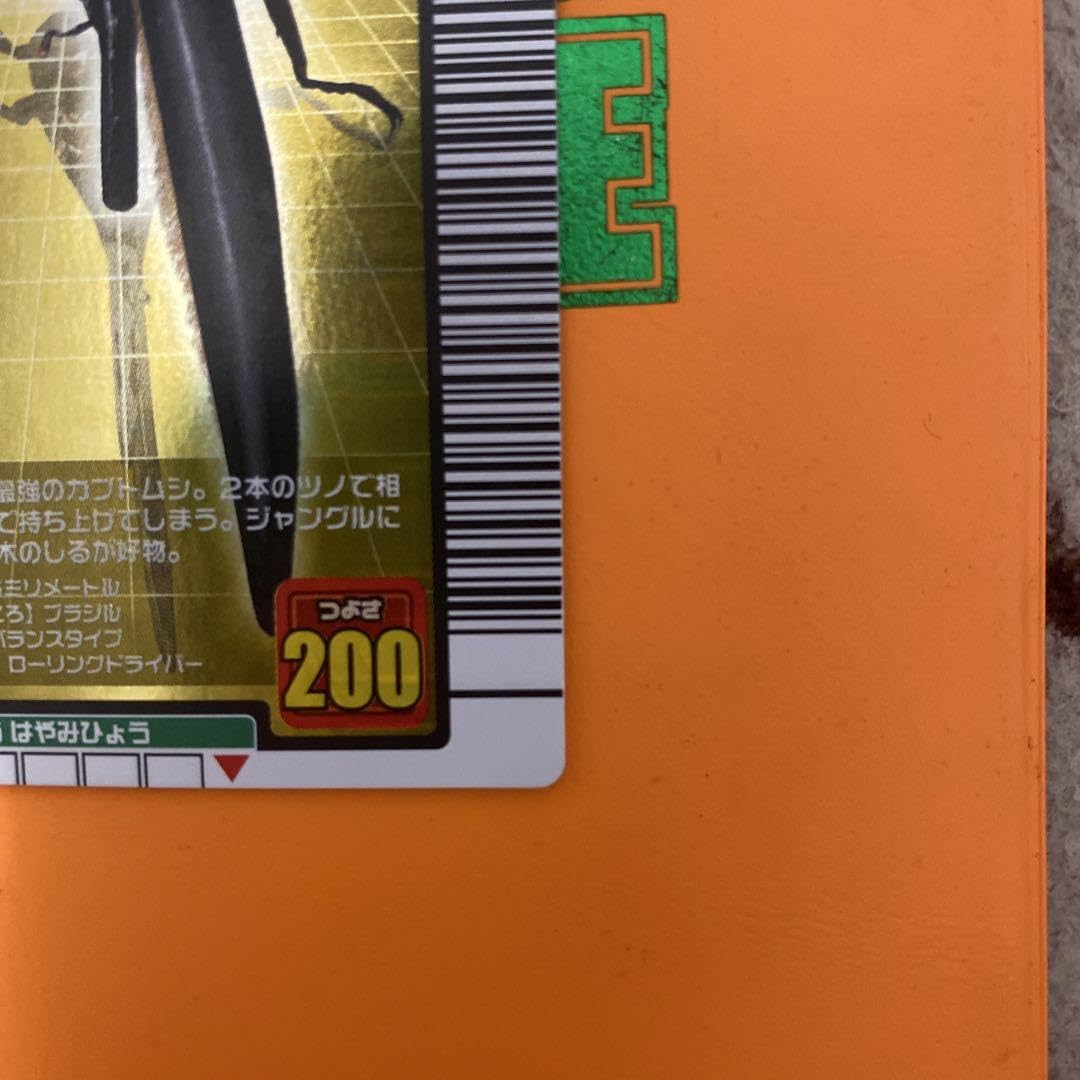 E
最強のカブトムシ。2本のツノで相
で持ち上げてしまう。ジャングルに
木のしるが好物。
ミリメートル
ころ】ブラジル
バランスタイプ
ローリングドライバー
つよさ
200
はやみひょう